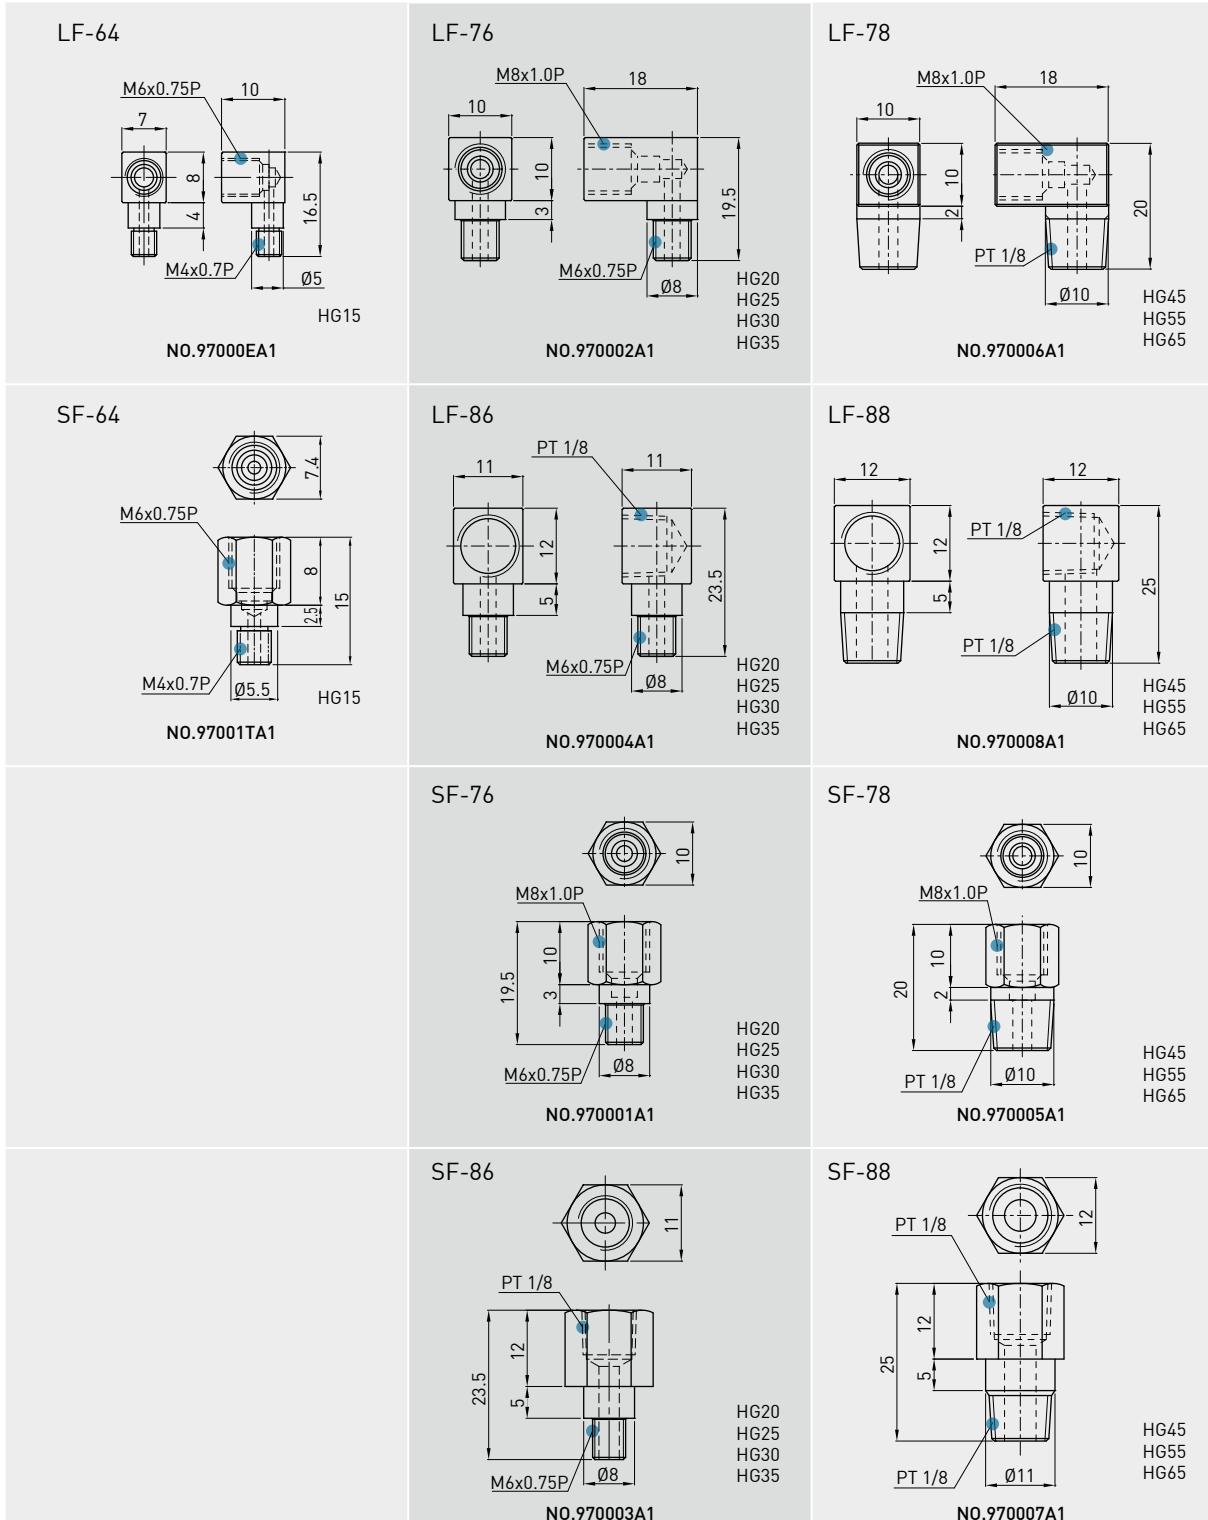 LF-64
M6x0.75P
10
7
8
4
16.5
M4x0.7P
Ø5
HG15
NO.97000EA1
LF-76
M8x1.0P
18
10
10
3
19.5
M6x0.75P
Ø8
HG20
HG25
HG30
HG35
NO.970002A1
LF-78
M8x1.0P
18
10
10
2
20
PT 1/8
Ø10
HG45
HG55
HG65
NO.970006A1
SF-64
7.4
M6x0.75P
8
2.5
15
M4x0.7P
Ø5.5
HG15
NO.97001TA1
LF-86
PT 1/8
11
11
12
5
23.5
M6x0.75P
Ø8
HG20
HG25
HG30
HG35
NO.970004A1
LF-88
12
12
PT 1/8
12
5
25
PT 1/8
Ø10
HG45
HG55
HG65
NO.970008A1
SF-76
10
M8x1.0P
10
3
19.5
M6x0.75P
Ø8
HG20
HG25
HG30
HG35
NO.970001A1
SF-78
10
M8x1.0P
10
2
20
PT 1/8
Ø10
HG45
HG55
HG65
NO.970005A1
SF-86
11
PT 1/8
12
5
23.5
M6x0.75P
Ø8
HG20
HG25
HG30
HG35
NO.970003A1
SF-88
12
PT 1/8
12
5
25
PT 1/8
Ø11
HG45
HG55
HG65
NO.970007A1